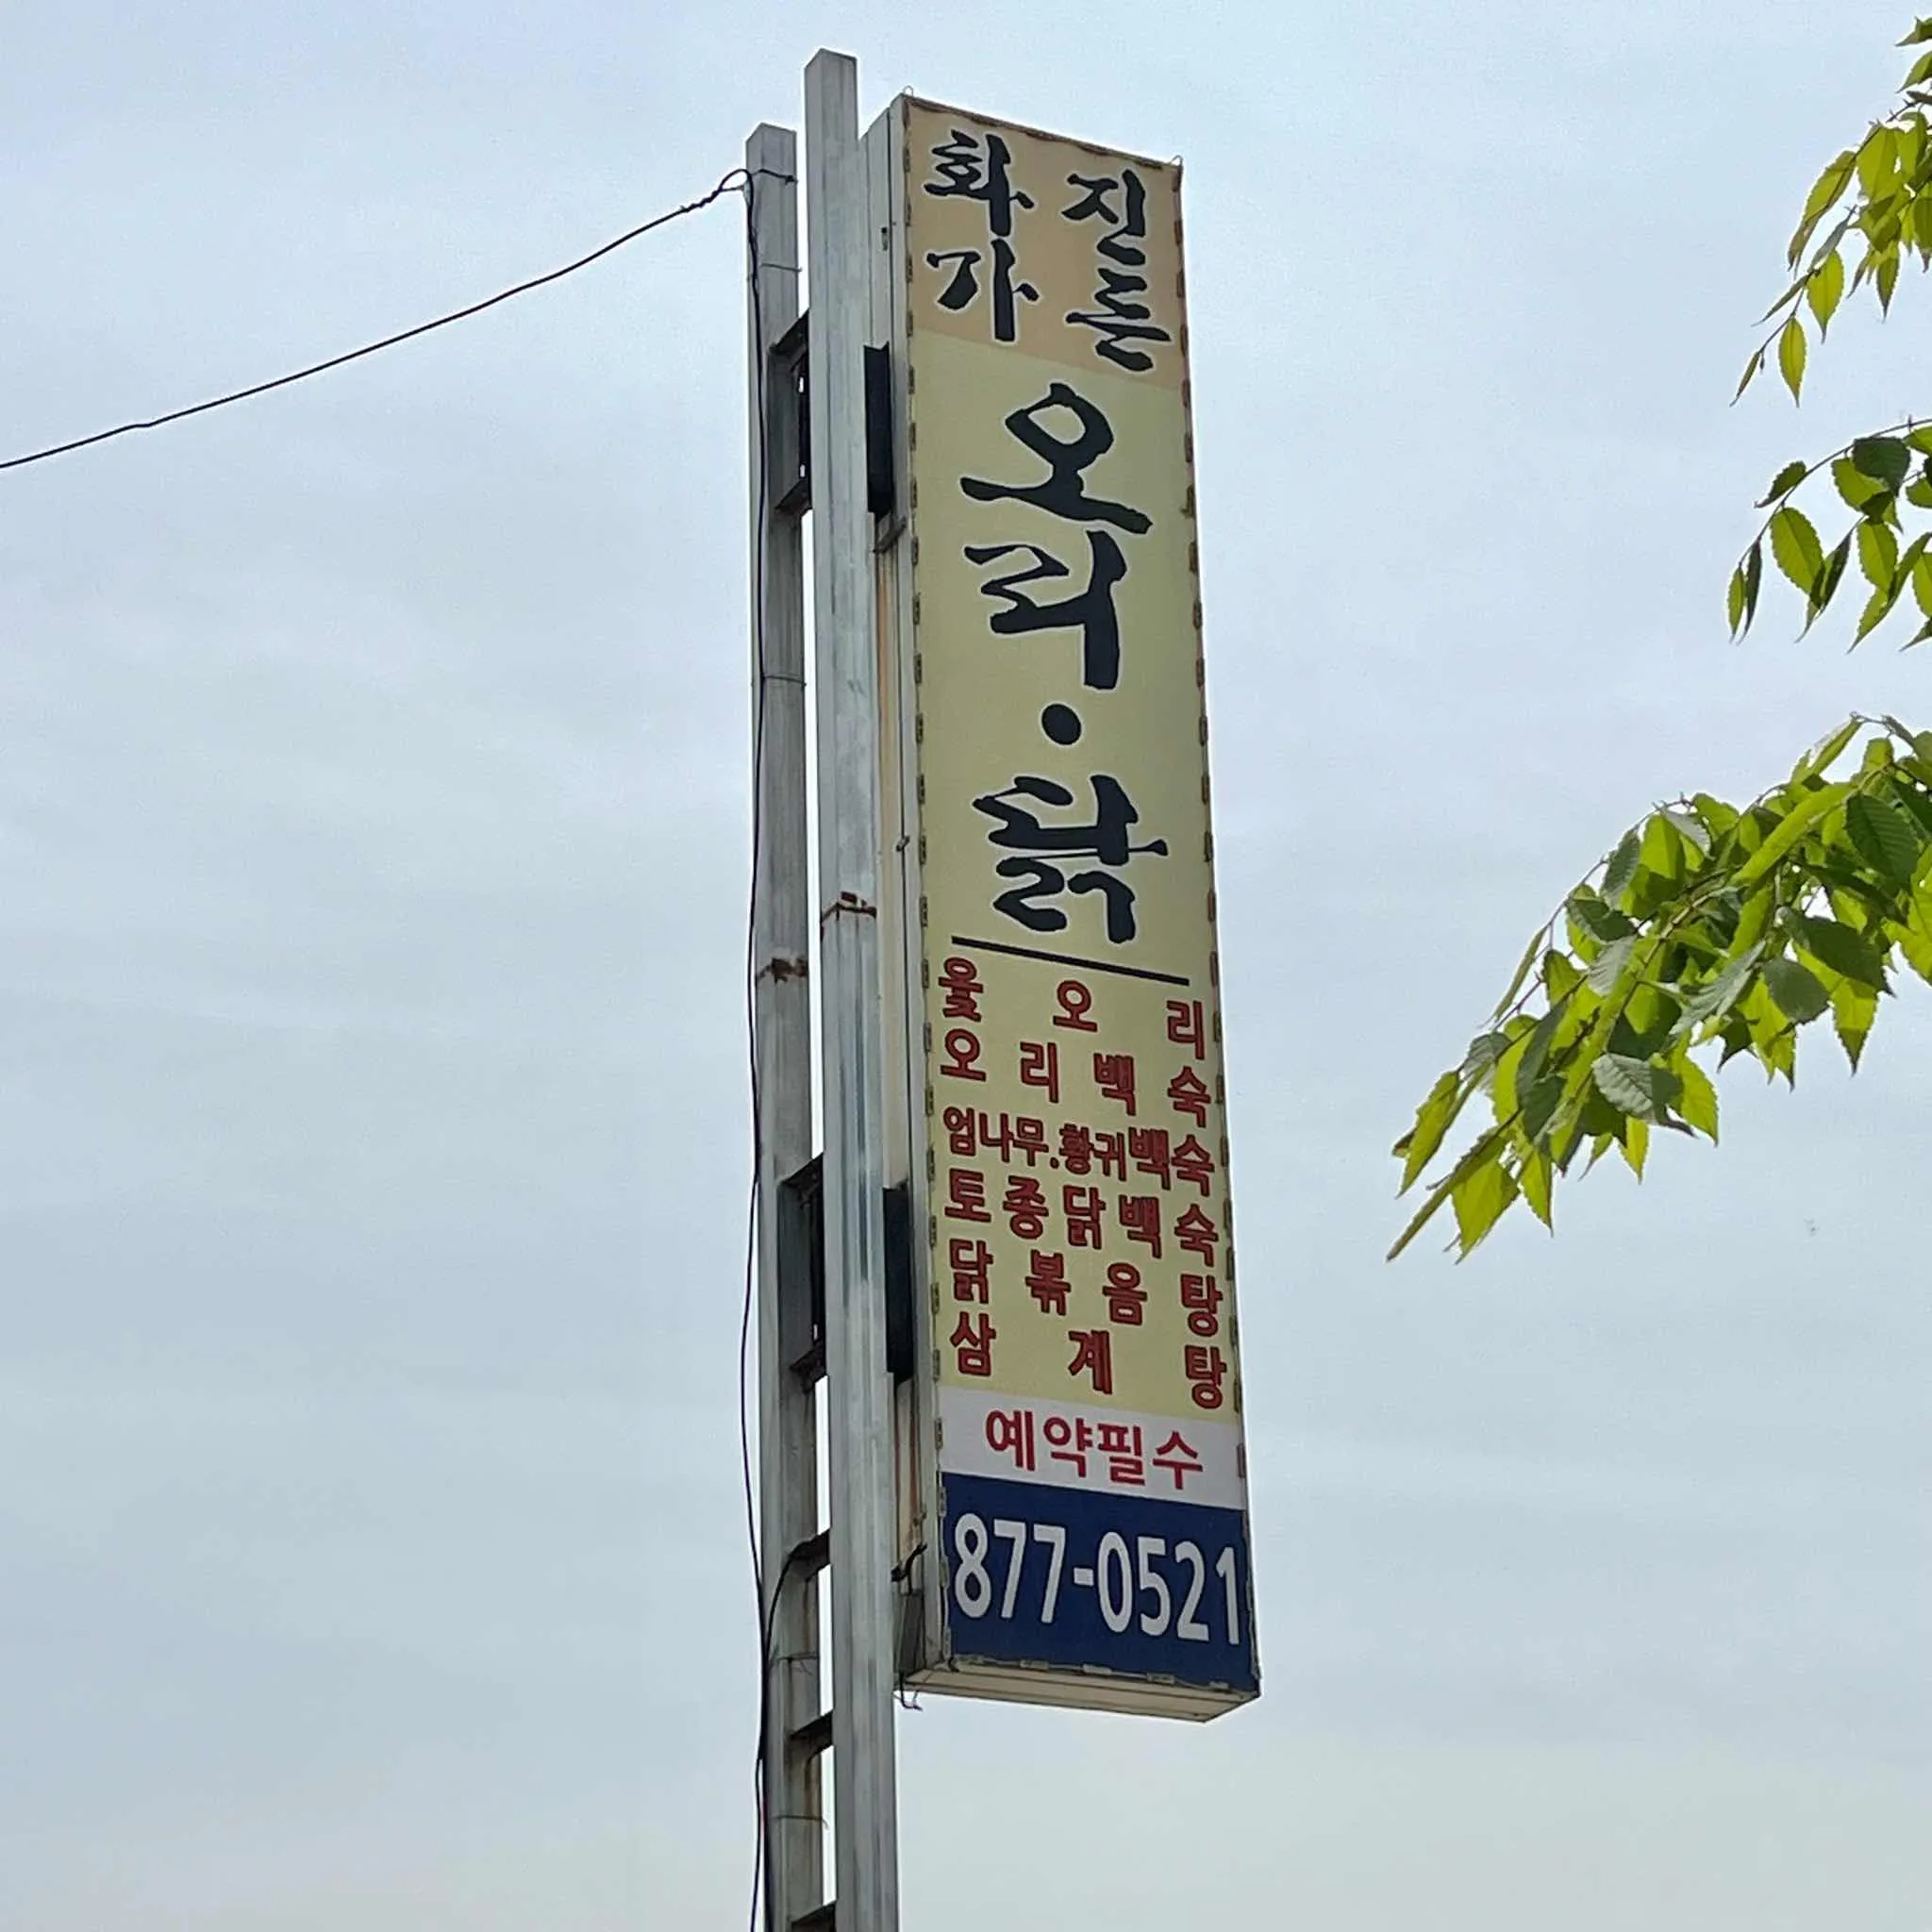 화진
가든
오리·닭
옻오리
오리백숙
엄나무.황귀백숙
토종닭백숙
닭볶음탕
삼계탕
예약필수
877-0521